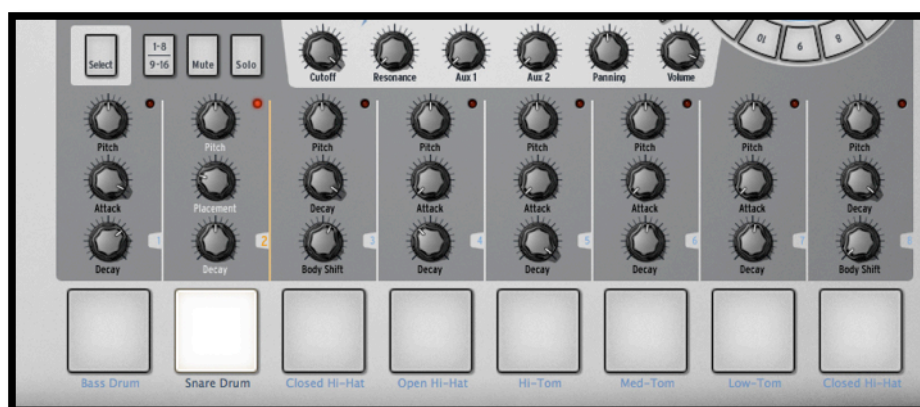 10 9 8
Select 1-8 Mute Solo
9-16
Cutoff Resonance Aux 1 Aux 2 Panning Volume
Pitch Pitch Pitch Pitch Pitch Pitch Pitch Pitch
Attack Placement Decay Attack Attack Attack Attack Decay
1 2 3 4 5 6 7 8
Decay Decay Body Shift Decay Decay Decay Decay Body Shift
Bass Drum Snare Drum Closed Hi-Hat Open Hi-Hat Hi-Tom Med-Tom Low-Tom Closed Hi-Hat